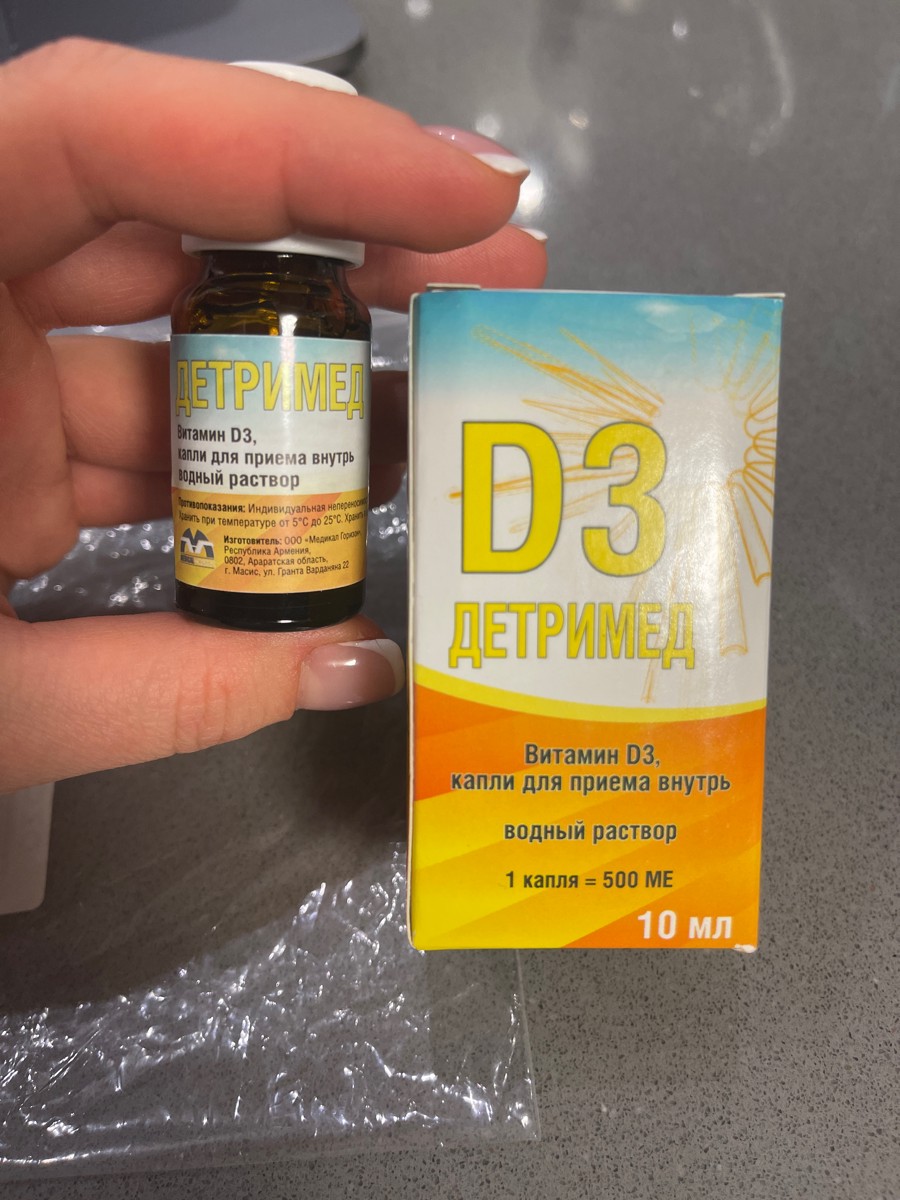 ДЕТРИМЕД
Витамин D3,
капли для приема внутрь
водный раствор
Противопоказания: Индивидуальная
Хранить при температуре от 5°C до 25°C.
Изготовитель: ООО «Медикал Горизон»,
Республика Армения,
0802, Араратская область,
г. Масис, ул. Гранта Варданяна 22
D3
ДЕТРИМЕД
Витамин D3,
капли для приема внутрь
водный раствор
1 капля = 500 МЕ
10 мл